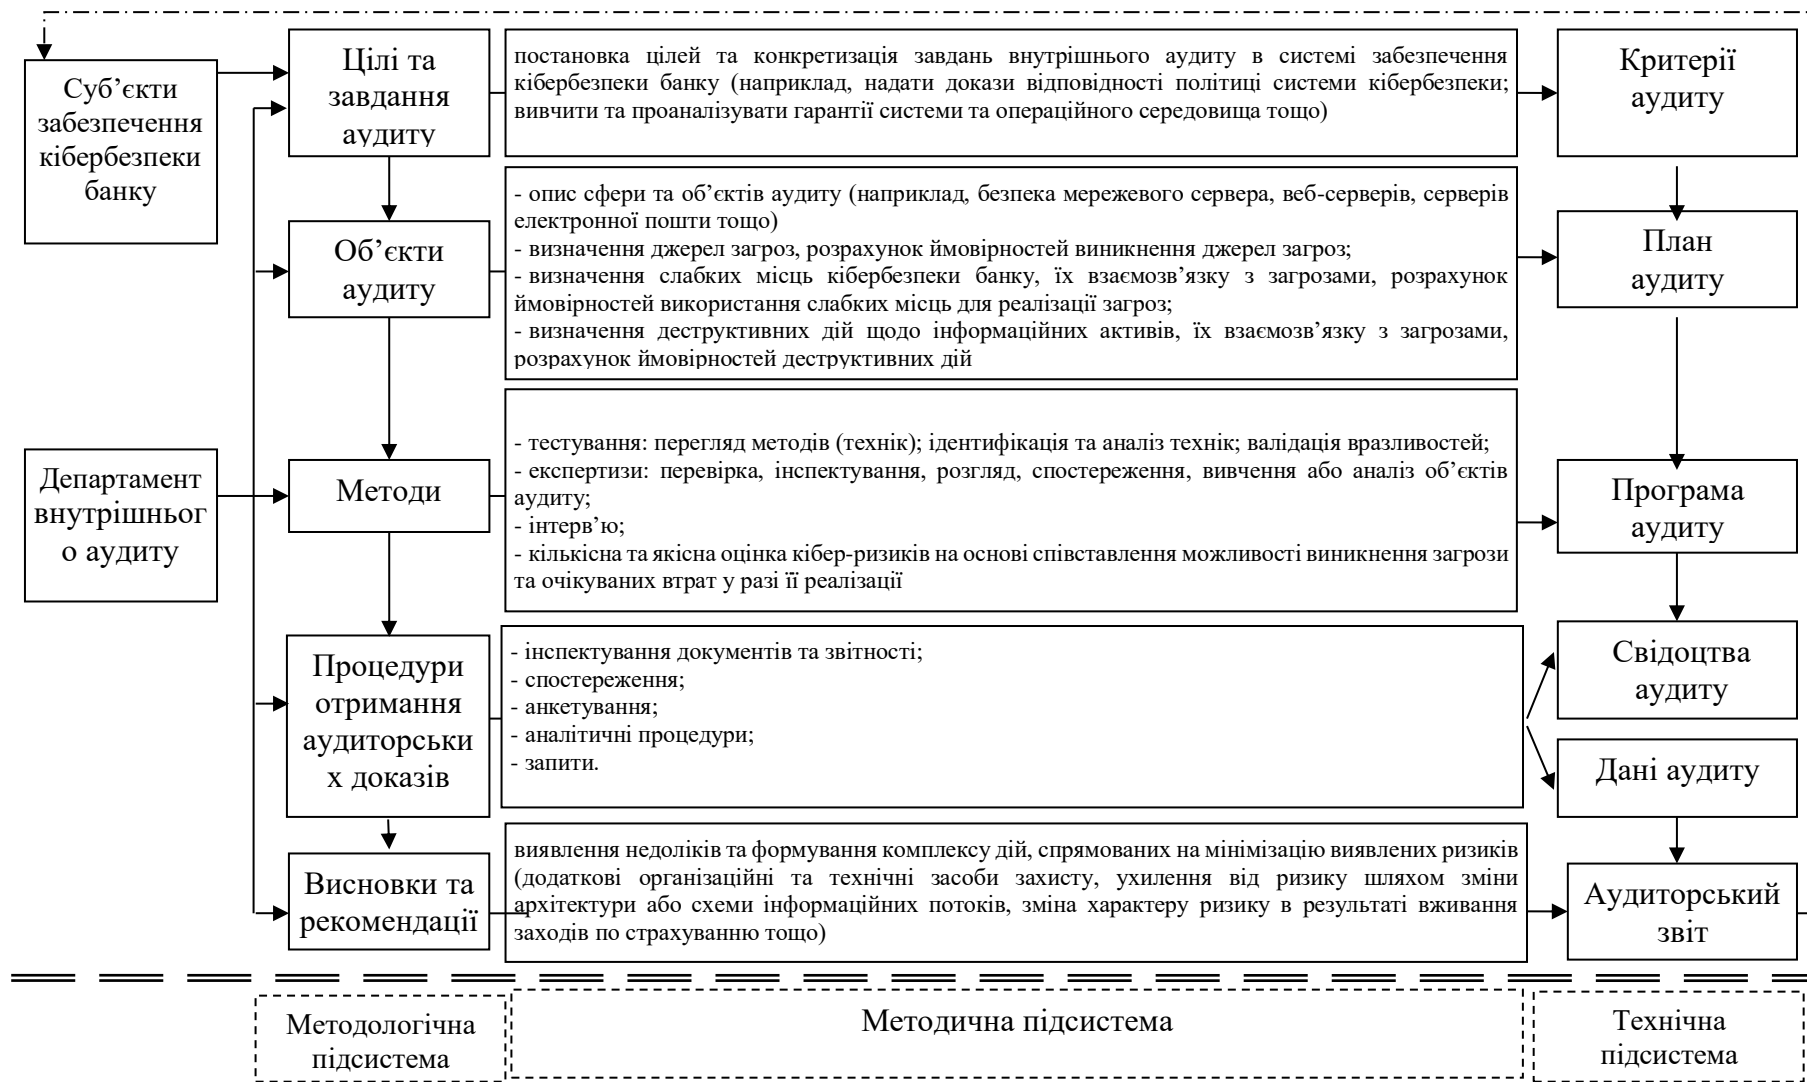 Суб’єкти
забезпечення
кібербезпеки
банку
Департамент
внутрішньог
о аудиту
Цілі та
завдання
аудиту
постановка цілей та конкретизація завдань внутрішнього аудиту в системі забезпечення
кібербезпеки банку (наприклад, надати докази відповідності політиці системи кібербезпеки;
вивчити та проаналізувати гарантії системи та операційного середовища тощо)
Критерії
аудиту
Об’єкти
аудиту
- опис сфери та об’єктів аудиту (наприклад, безпека мережевого сервера, веб-серверів, серверів
електронної пошти тощо)
- визначення джерел загроз, розрахунок ймовірностей виникнення джерел загроз;
- визначення слабких місць кібербезпеки банку, їх взаємозв’язку з загрозами, розрахунок
ймовірностей використання слабких місць для реалізації загроз;
- визначення деструктивних дій щодо інформаційних активів, їх взаємозв’язку з загрозами,
розрахунок ймовірностей деструктивних дій
План
аудиту
Методи
- тестування: перегляд методів (технік); ідентифікація та аналіз технік; валідація вразливостей;
- експертизи: перевірка, інспектування, розгляд, спостереження, вивчення або аналіз об’єктів
аудиту;
- інтерв’ю;
- кількісна та якісна оцінка кібер-ризиків на основі співставлення можливості виникнення загрози
та очікуваних втрат у разі її реалізації
Програма
аудиту
Процедури
отримання
аудиторськи
х доказів
- інспектування документів та звітності;
- спостереження;
- анкетування;
- аналітичні процедури;
- запити.
Свідоцтва
аудиту
Дані аудиту
Висновки та
рекомендації
виявлення недоліків та формування комплексу дій, спрямованих на мінімізацію виявлених ризиків
(додаткові організаційні та технічні засоби захисту, ухилення від ризику шляхом зміни
архітектури або схеми інформаційних потоків, зміна характеру ризику в результаті вживання
заходів по страхуванню тощо)
Аудиторський
звіт
Методологічна
підсистема
Методична підсистема
Технічна
підсистема